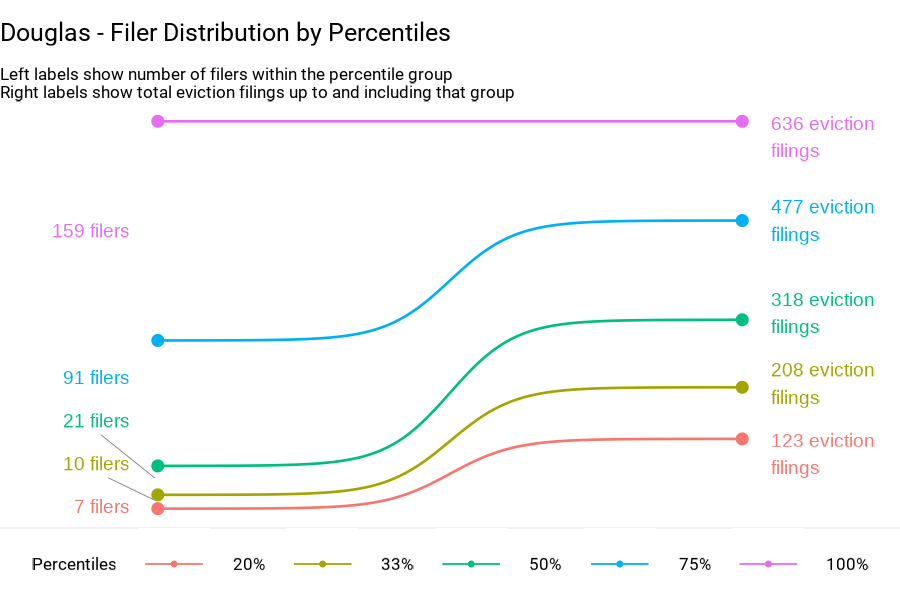 Douglas - Filer Distribution by Percentiles
Left labels show number of filers within the percentile group
Right labels show total eviction filings up to and including that group
636 eviction
filings
477 eviction
filings
159 filers
318 eviction
filings
91 filers
208 eviction
filings
21 filers
123 eviction
filings
10 filers
7 filers
Percentiles 20% 33% 50% 75% 100%